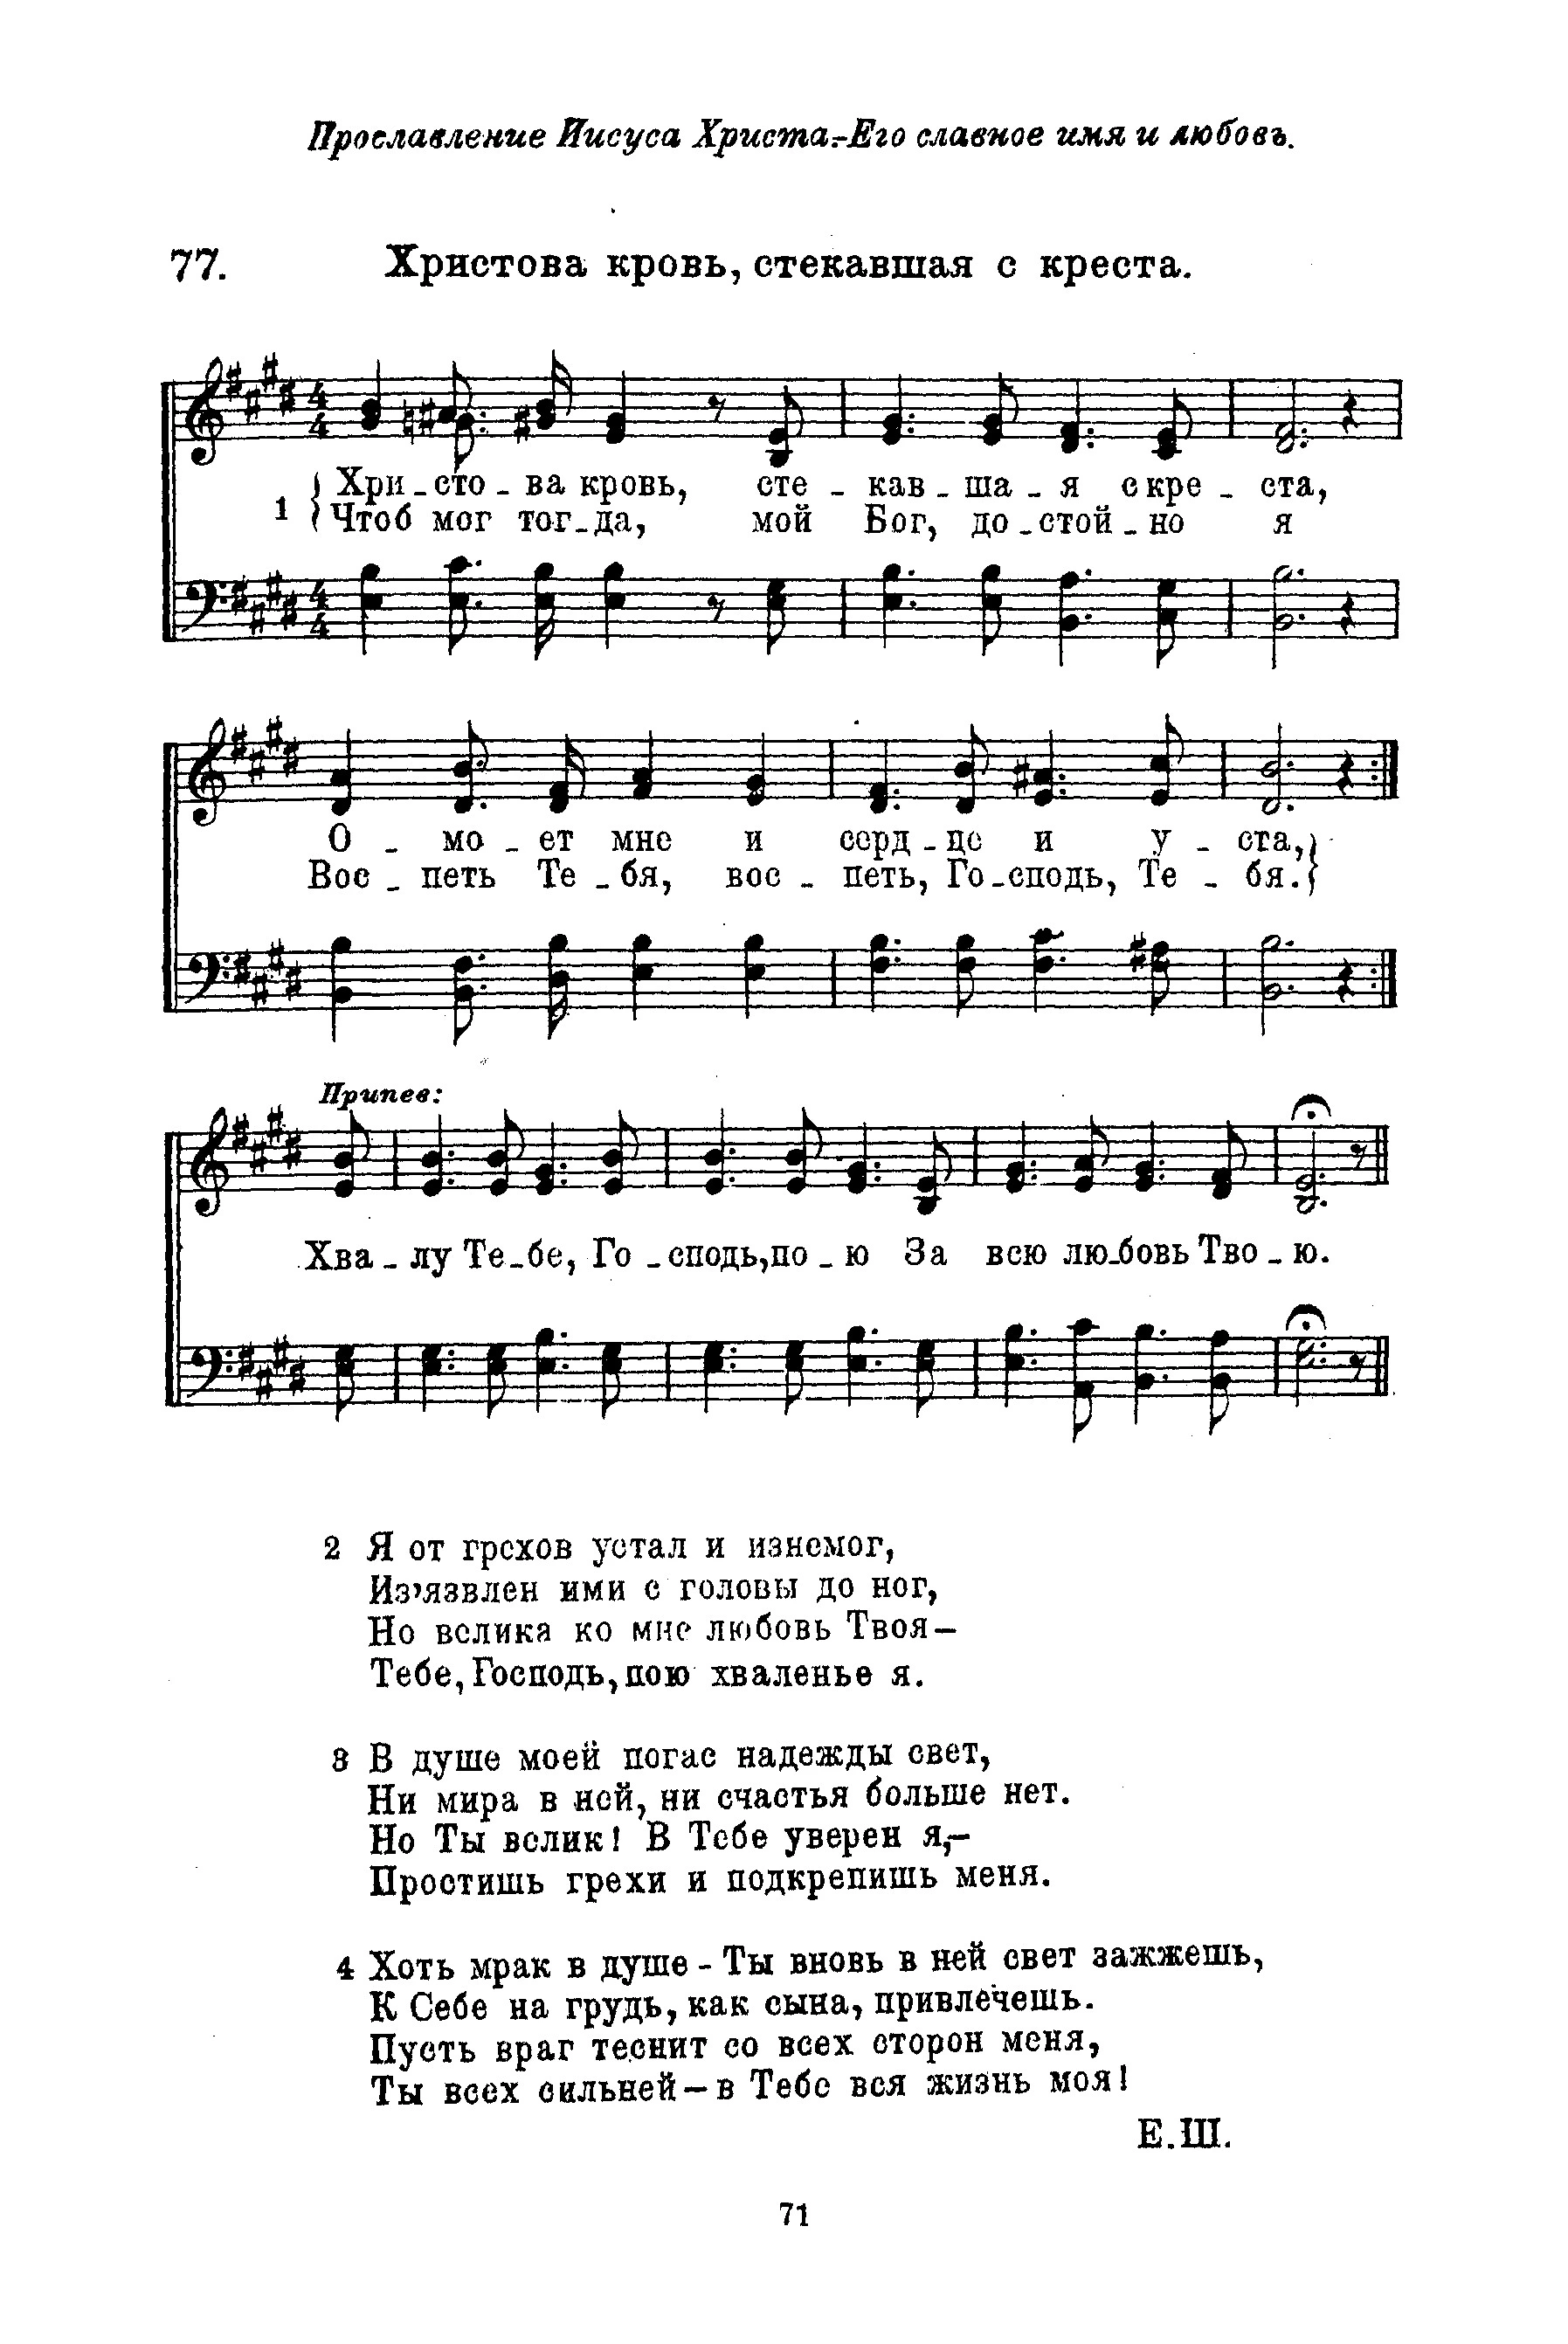 Прославление Иисуса Христа.-Его славное имя и любовь.
77. Христова кровь, стекавшая с креста.
4
4
Хри - сто - ва кровь, сте - кав - ша - я с кре - ста,
1
Чтоб мог тог - да, мой Бог, до - стой - но я
4
4
О - мо - ет мне и серд - це и у - ста,
Вос - петь Те - бя, вос - петь, Го - сподь, Те - бя.
Припев:
Хва - лу Те - бе, Го - сподь, по - ю За всю лю - бовь Тво - ю.
2 Я от грехов устал и изнемог,
Из’язвлен ими с головы до ног,
Но велика ко мне любовь Твоя—
Тебе, Господь, пою хваленье я.
3 В душе моей погас надежды свет,
Ни мира в ней, ни счастья больше нет.
Но Ты велик! В Тебе уверен я,—
Простишь грехи и подкрепишь меня.
4 Хоть мрак в душе - Ты вновь в ней свет зажжешь,
К Себе на грудь, как сына, привлечешь.
Пусть враг теснит со всех сторон меня,
Ты всех сильней — в Тебе вся жизнь моя!
Е.Ш.
71